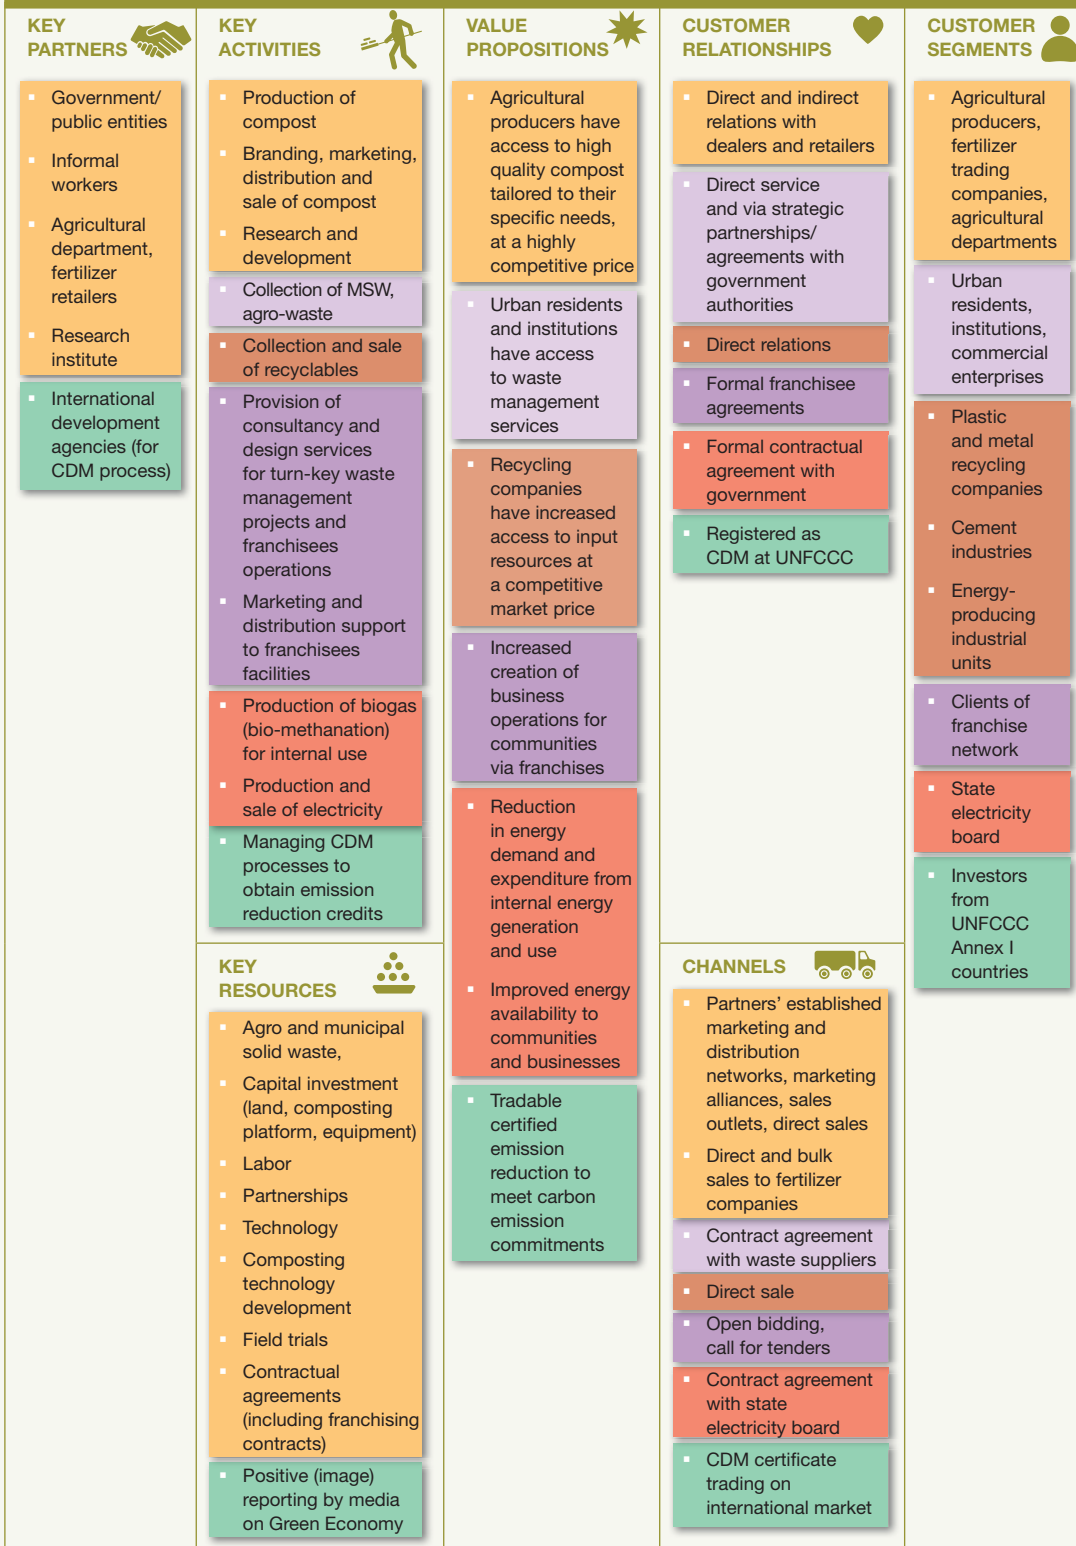 KEY
PARTNERS
▪ Government/
public entities
▪ Informal
workers
▪ Agricultural
department,
fertilizer
retailers
▪ Research
institute
▪ International
development
agencies (for
CDM process)
KEY
ACTIVITIES
▪ Production of
compost
▪ Branding, marketing,
distribution and
sale of compost
▪ Research and
development
▪ Collection of MSW,
agro-waste
▪ Collection and sale
of recyclables
▪ Provision of
consultancy and
design services
for turn-key waste
management
projects and
franchisees
operations
▪ Marketing and
distribution support
to franchisees
facilities
▪ Production of biogas
(bio-methanation)
for internal use
▪ Production and
sale of electricity
▪ Managing CDM
processes to
obtain emission
reduction credits
KEY
RESOURCES
▪ Agro and municipal
solid waste,
▪ Capital investment
(land, composting
platform, equipment)
▪ Labor
▪ Partnerships
▪ Technology
▪ Composting
technology
development
▪ Field trials
▪ Contractual
agreements
(including franchising
contracts)
▪ Positive (image)
reporting by media
on Green Economy
VALUE
PROPOSITIONS
▪ Agricultural
producers have
access to high
quality compost
tailored to their
specific needs,
at a highly
competitive price
▪ Urban residents
and institutions
have access
to waste
management
services
▪ Recycling
companies
have increased
access to input
resources at
a competitive
market price
▪ Increased
creation of
business
operations for
communities
via franchises
▪ Reduction
in energy
demand and
expenditure from
internal energy
generation
and use
▪ Improved energy
availability to
communities
and businesses
▪ Tradable
certified
emission
reduction to
meet carbon
emission
commitments
CUSTOMER
RELATIONSHIPS
▪ Direct and indirect
relations with
dealers and retailers
▪ Direct service
and via strategic
partnerships/
agreements with
government
authorities
▪ Direct relations
▪ Formal franchisee
agreements
▪ Formal contractual
agreement with
government
▪ Registered as
CDM at UNFCCC
CHANNELS
▪ Partners’ established
marketing and
distribution
networks, marketing
alliances, sales
outlets, direct sales
▪ Direct and bulk
sales to fertilizer
companies
▪ Contract agreement
with waste suppliers
▪ Direct sale
▪ Open bidding,
call for tenders
▪ Contract agreement
with state
electricity board
▪ CDM certificate
trading on
international market
CUSTOMER
SEGMENTS
▪ Agricultural
producers,
fertilizer
trading
companies,
agricultural
departments
▪ Urban
residents,
institutions,
commercial
enterprises
▪ Plastic
and metal
recycling
companies
▪ Cement
industries
▪ Energy-
producing
industrial
units
▪ Clients of
franchise
network
▪ State
electricity
board
▪ Investors
from
UNFCCC
Annex I
countries